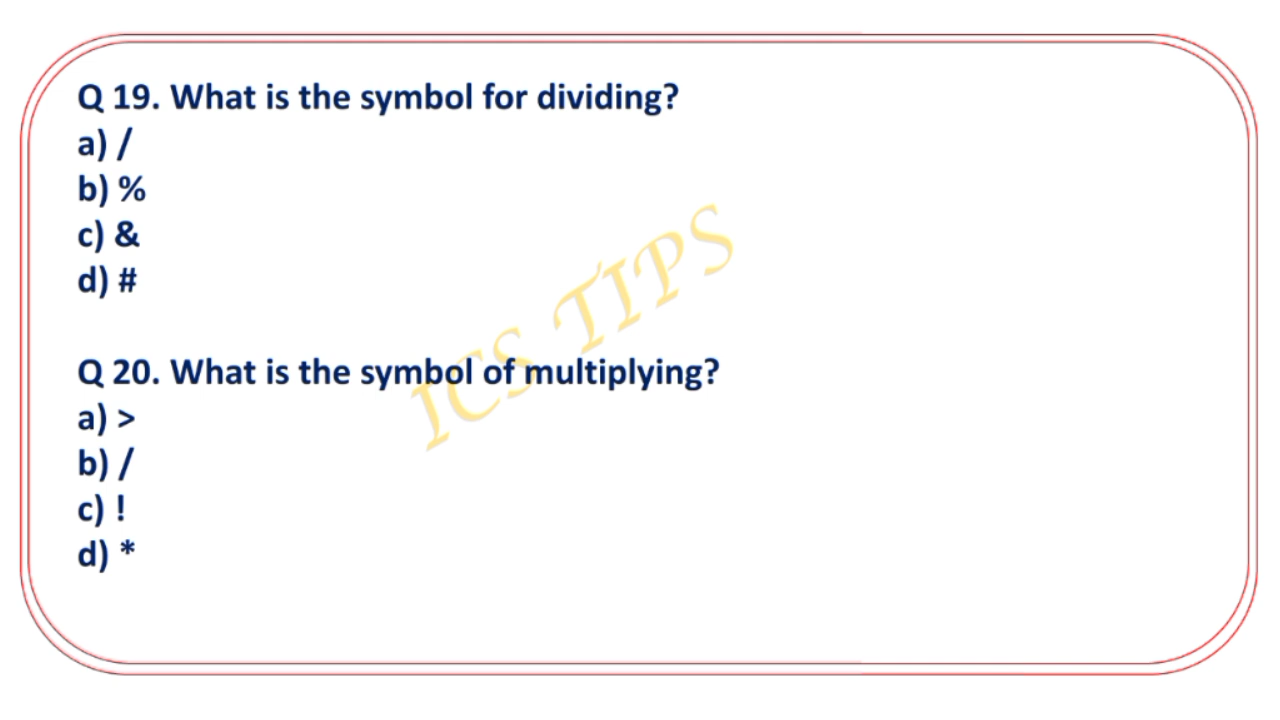 Q 19. What is the symbol for dividing?
a) /
b) %
c) &
d) #
Q 20. What is the symbol of multiplying?
a) >
b) /
c) !
d) *
ICS TIPS